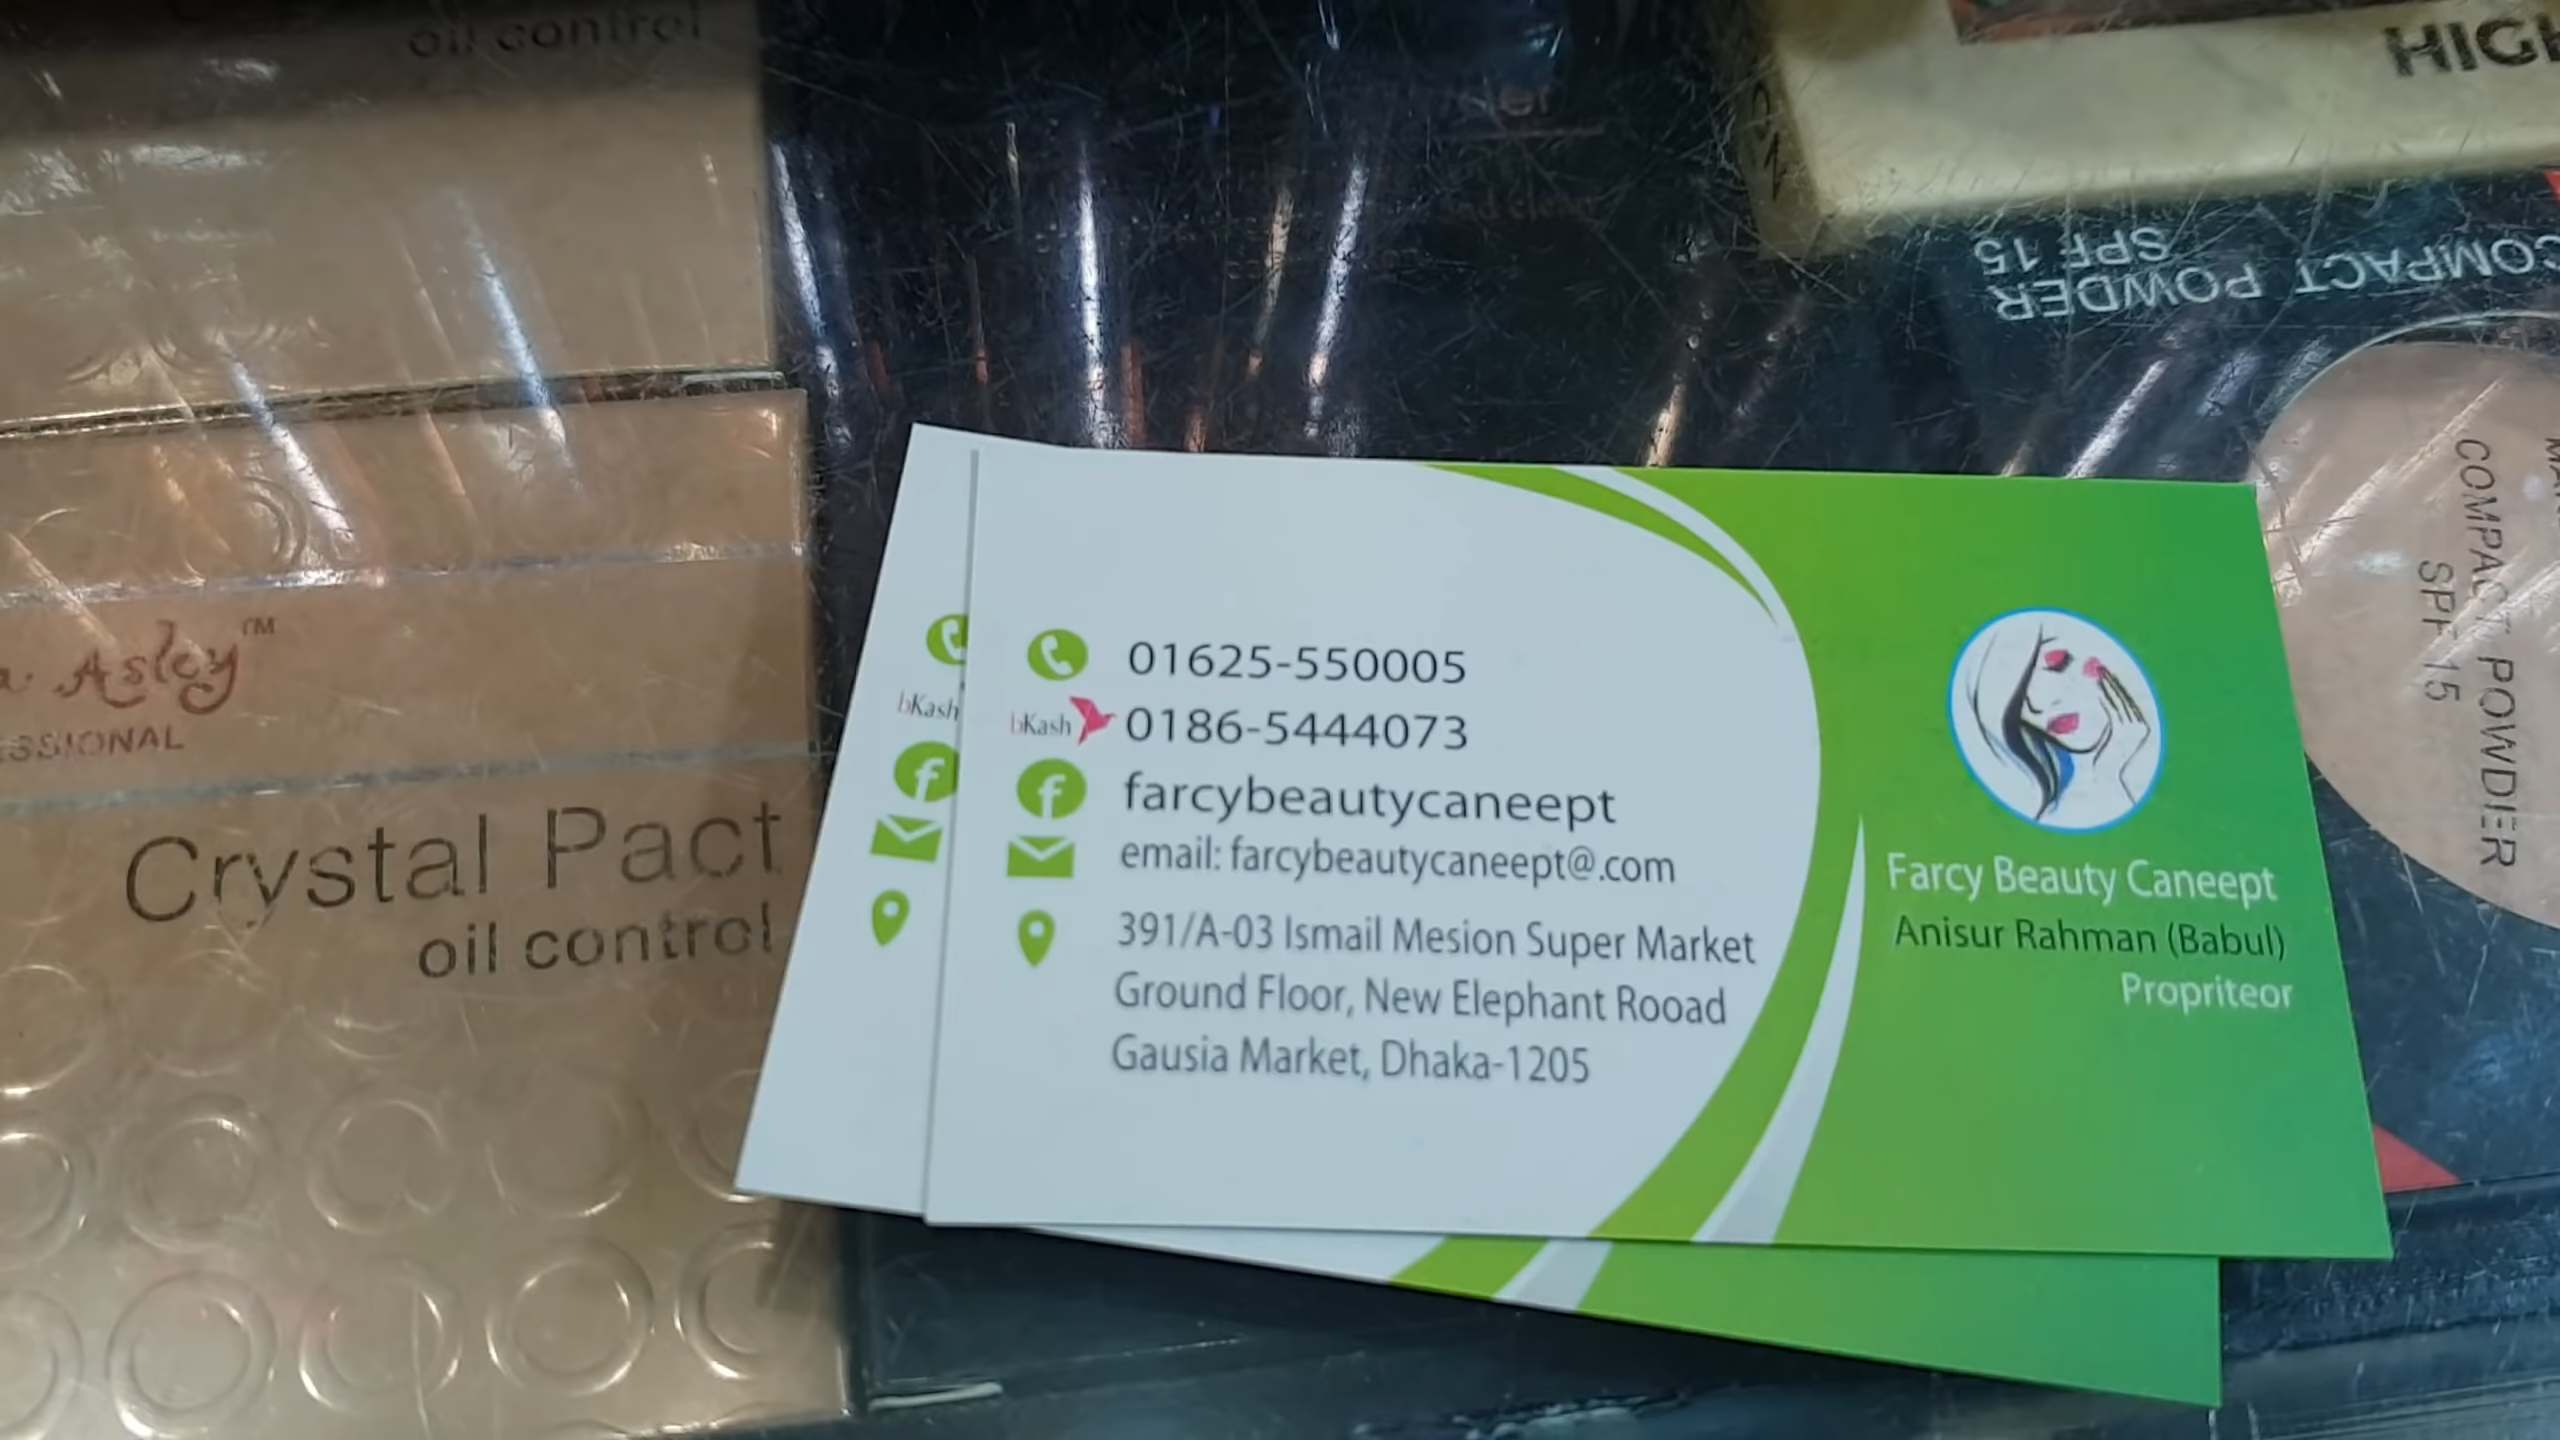 oil control
HIGH
COMPACT POWDER
SPF 15
Asley™
Crystal Pact
oil control
COMPACT POWDER
SPF 15
bKash
01625-550005
bKash 0186-5444073
farcybeautycaneept
email: farcybeautycaneept@.com
391/A-03 Ismail Mesion Super Market
Ground Floor, New Elephant Rooad
Gausia Market, Dhaka-1205
Farcy Beauty Caneept
Anisur Rahman (Babul)
Propriteor